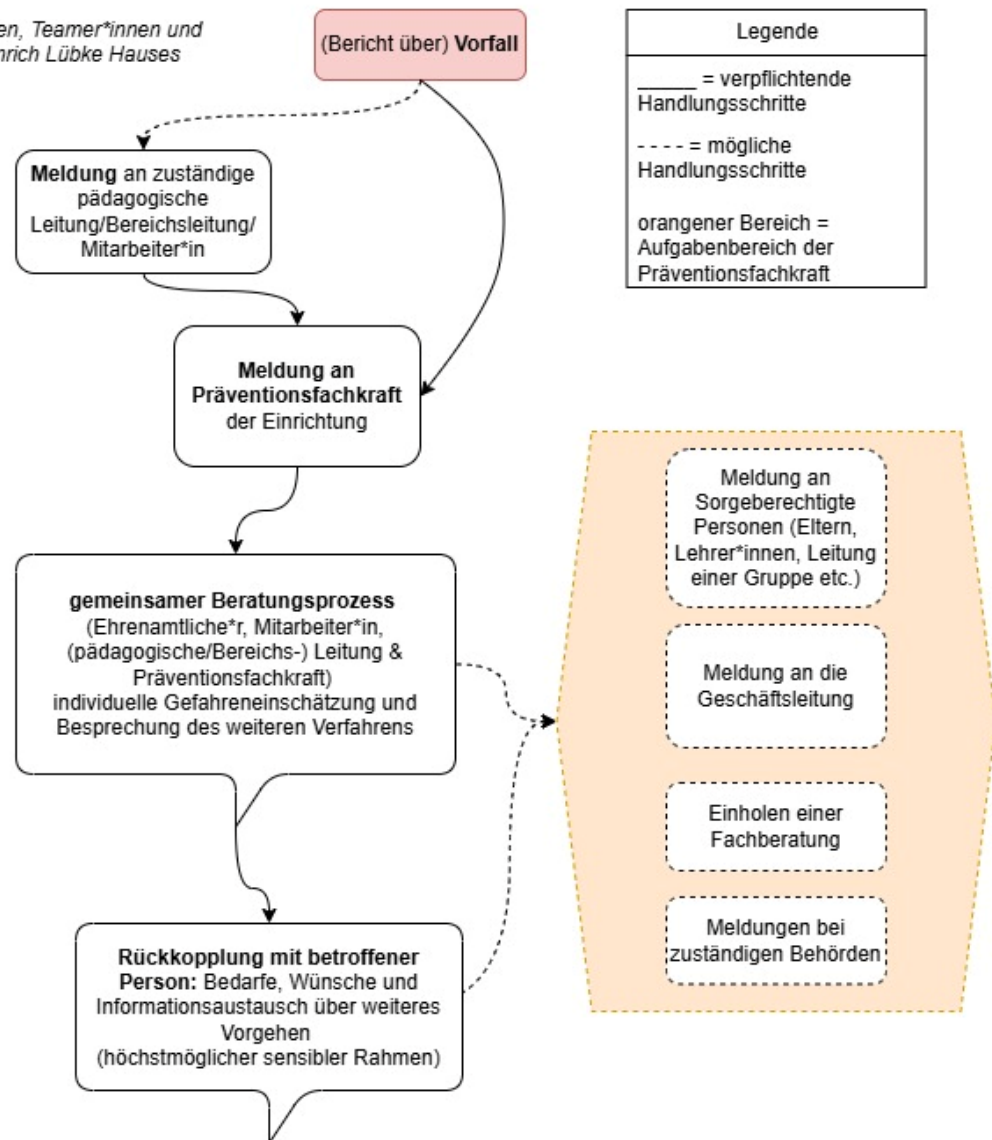 en, Teamer*innen und
nrich Lübke Hauses
(Bericht über) Vorfall
Legende
_____ = verpflichtende
Handlungsschritte
- - - - = mögliche
Handlungsschritte
orangener Bereich =
Aufgabenbereich der
Präventionsfachkraft
Meldung an zuständige
pädagogische
Leitung/Bereichsleitung/
Mitarbeiter*in
Meldung an
Präventionsfachkraft
der Einrichtung
gemeinsamer Beratungsprozess
(Ehrenamtliche*r, Mitarbeiter*in,
(pädagogische/Bereichs-) Leitung &
Präventionsfachkraft)
individuelle Gefahreneinschätzung und
Besprechung des weiteren Verfahrens
Meldung an
Sorgeberechtigte
Personen (Eltern,
Lehrer*innen, Leitung
einer Gruppe etc.)
Meldung an die
Geschäftsleitung
Einholen einer
Fachberatung
Meldungen bei
zuständigen Behörden
Rückkopplung mit betroffener
Person: Bedarfe, Wünsche und
Informationsaustausch über weiteres
Vorgehen
(höchstmöglicher sensibler Rahmen)